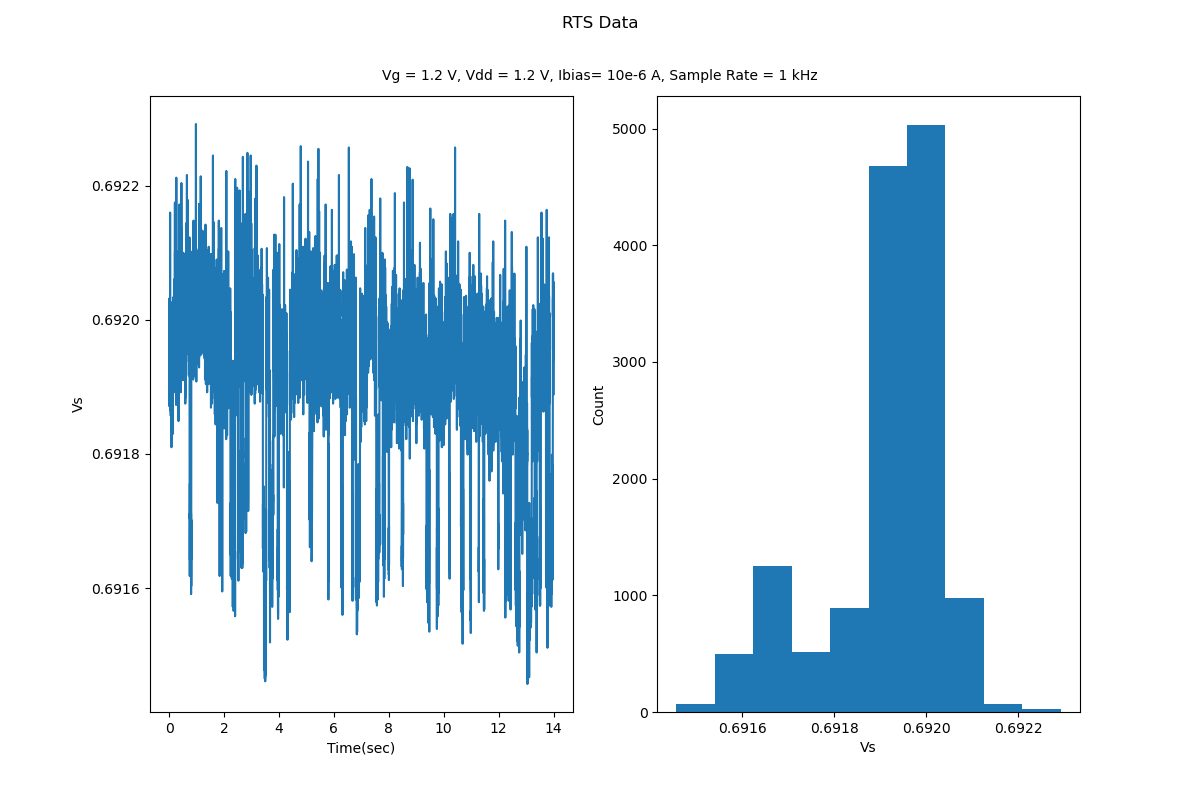 RTS Data
Vg = 1.2 V, Vdd = 1.2 V, Ibias= 10e-6 A, Sample Rate = 1 kHz
Vs
0.6922
0.6920
0.6918
0.6916
0 2 4 6 8 10 12 14
Time(sec)
Count
5000
4000
3000
2000
1000
0
0.6916 0.6918 0.6920 0.6922
Vs